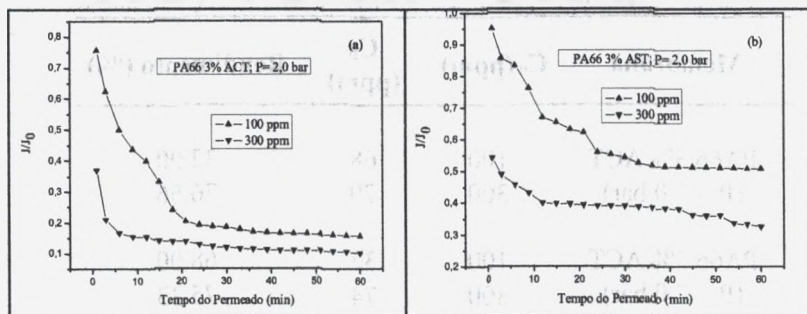 (a)
PA66 3% ACT; P= 2,0 bar
100 ppm
300 ppm
J/J0
0,8
0,7
0,6
0,5
0,4
0,3
0,2
0,1
-10 0 10 20 30 40 50 60
Tempo do Permeado (min)
(b)
PA66 3% AST; P= 2,0 bar
100 ppm
300 ppm
J/J0
1,0
0,9
0,8
0,7
0,6
0,5
0,4
0,3
0,2
-10 0 10 20 30 40 50 60
Tempo do Permeado (min)